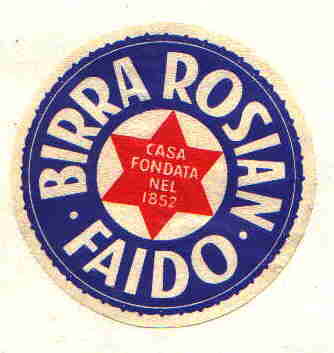 BIRRA ROSIAN
CASA
FONDATA
NEL
1852
· FAIDO ·